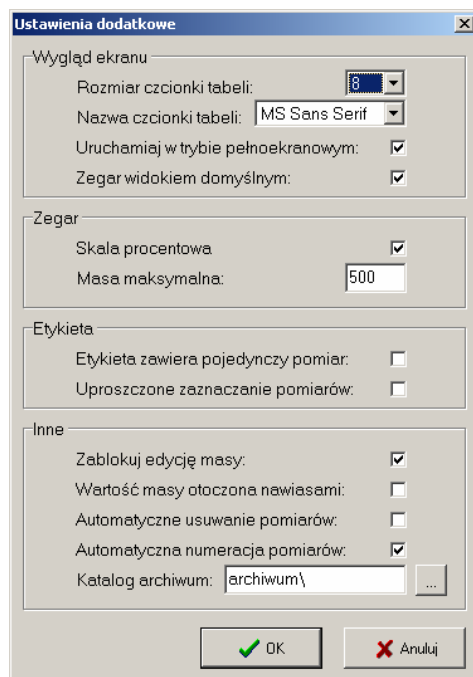 Ustawienia dodatkowe
Wygląd ekranu
Rozmiar czcionki tabeli: 8
Nazwa czcionki tabeli: MS Sans Serif
Uruchamiaj w trybie pełnoekranowym:
Zegar widokiem domyślnym:
Zegar
Skala procentowa
Masa maksymalna: 500
Etykieta
Etykieta zawiera pojedynczy pomiar:
Uproszczone zaznaczanie pomiarów:
Inne
Zablokuj edycję masy:
Wartość masy otoczona nawiasami:
Automatyczne usuwanie pomiarów:
Automatyczna numeracja pomiarów:
Katalog archiwum: archiwum\ ...
OK Anuluj